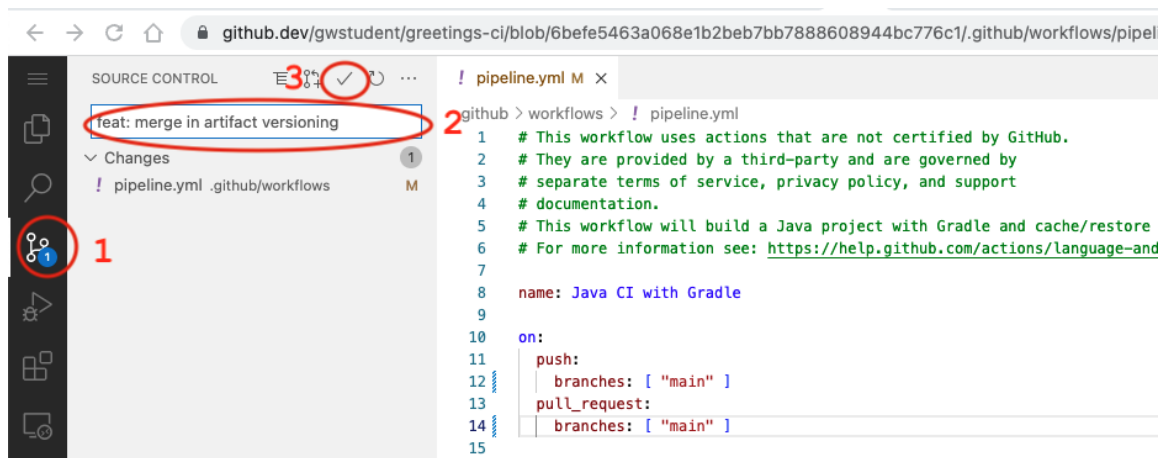 github.dev/gwstudent/greetings-ci/blob/6befe5463a068e1b2beb7bb7888608944bc776c1/.github/workflows/pipeli
SOURCE CONTROL
3
! pipeline.yml M ×
feat: merge in artifact versioning
2
github > workflows > ! pipeline.yml
Changes 1
! pipeline.yml .github/workflows M
1
1
1 # This workflow uses actions that are not certified by GitHub.
2 # They are provided by a third-party and are governed by
3 # separate terms of service, privacy policy, and support
4 # documentation.
5 # This workflow will build a Java project with Gradle and cache/restore
6 # For more information see: https://help.github.com/actions/language-and
7
8 name: Java CI with Gradle
9
10 on:
11 push:
12 branches: [ "main" ]
13 pull_request:
14 branches: [ "main" ]
15